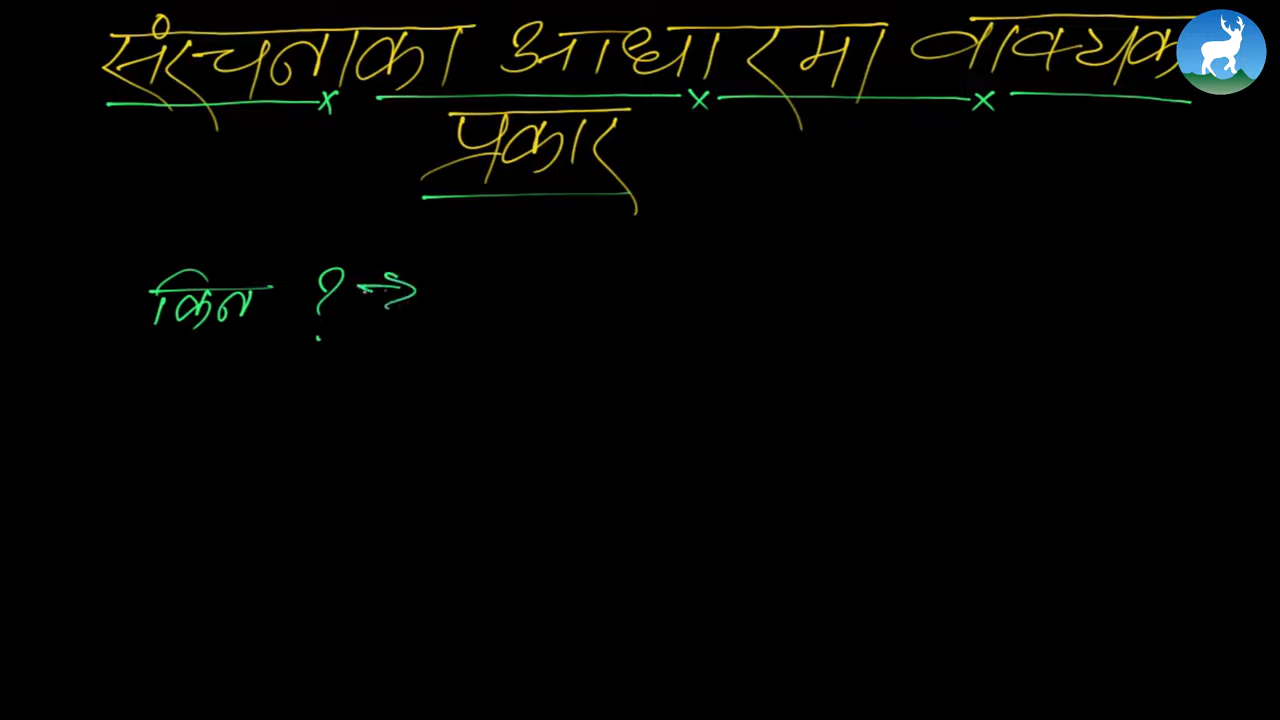 संरचनाका आधारमा वाक्यका
प्रकार
किन ? ⇒